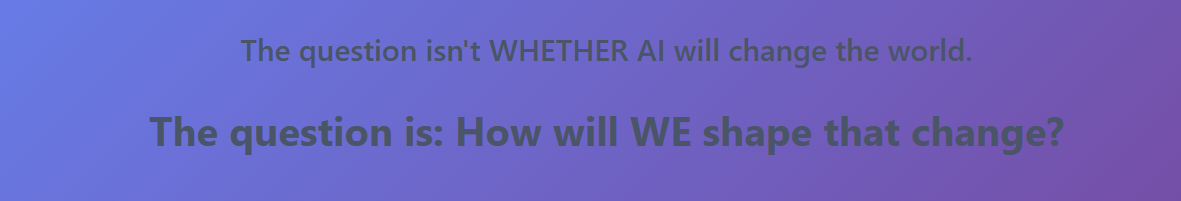 The question isn't WHETHER AI will change the world.
The question is: How will WE shape that change?